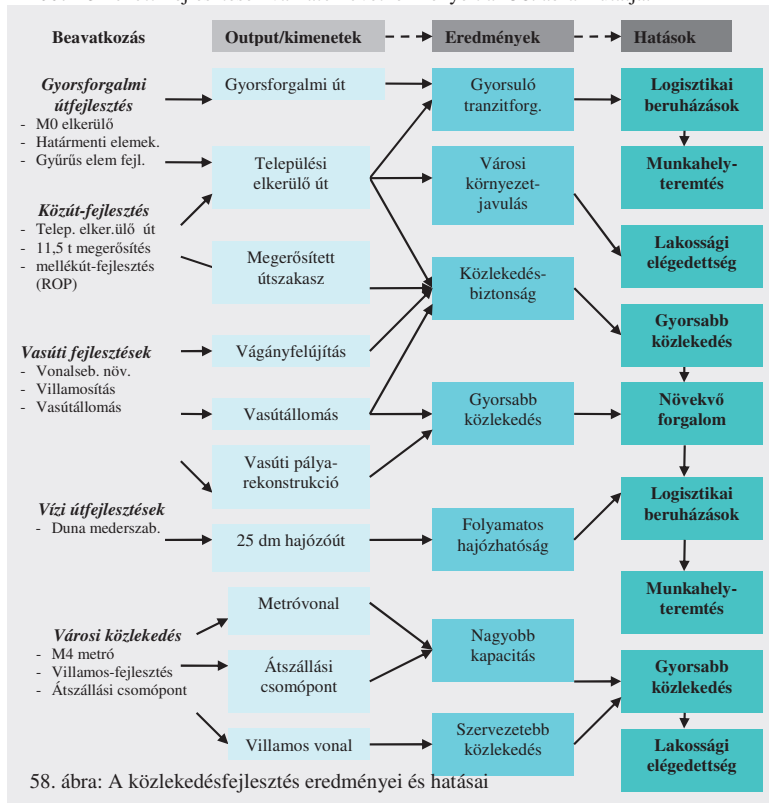 Beavatkozás
Output/kimenetek
Eredmények
Hatások
Gyorsforgalmi
útfejlesztés
- M0 elkerülő
- Határmenti elemek.
- Gyűrűs elem fejl.
Közút-fejlesztés
- Telep. elker.ülő út
- 11,5 t megerősítés
- mellékút-fejlesztés
(ROP)
Vasúti fejlesztések
- Vonalseb. növ.
- Villamosítás
- Vasútállomás
Vízi útfejlesztések
- Duna mederszab.
Városi közlekedés
- M4 metró
- Villamos-fejlesztés
- Átszállási csomópont
Gyorsforgalmi út
Települési
elkerülő út
Megerősített
útszakasz
Vágányfelújítás
Vasútállomás
Vasúti pálya-
rekonstrukció
25 dm hajózóút
Metróvonal
Átszállási
csomópont
Villamos vonal
Gyorsuló
tranzitforg.
Városi
környezet-
javulás
Közlekedés-
biztonság
Gyorsabb
közlekedés
Folyamatos
hajózhatóság
Nagyobb
kapacitás
Szervezetebb
közlekedés
Logisztikai
beruházások
Munkahely-
teremtés
Lakossági
elégedettség
Gyorsabb
közlekedés
Növekvő
forgalom
Logisztikai
beruházások
Munkahely-
teremtés
Gyorsabb
közlekedés
Lakossági
elégedettség
58. ábra: A közlekedésfejlesztés eredményei és hatásai